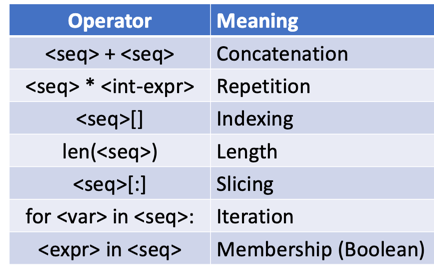 Operator Meaning
<seq> + <seq> Concatenation
<seq> * <int-expr> Repetition
<seq>[] Indexing
len(<seq>) Length
<seq>[:] Slicing
for <var> in <seq>: Iteration
<expr> in <seq> Membership (Boolean)